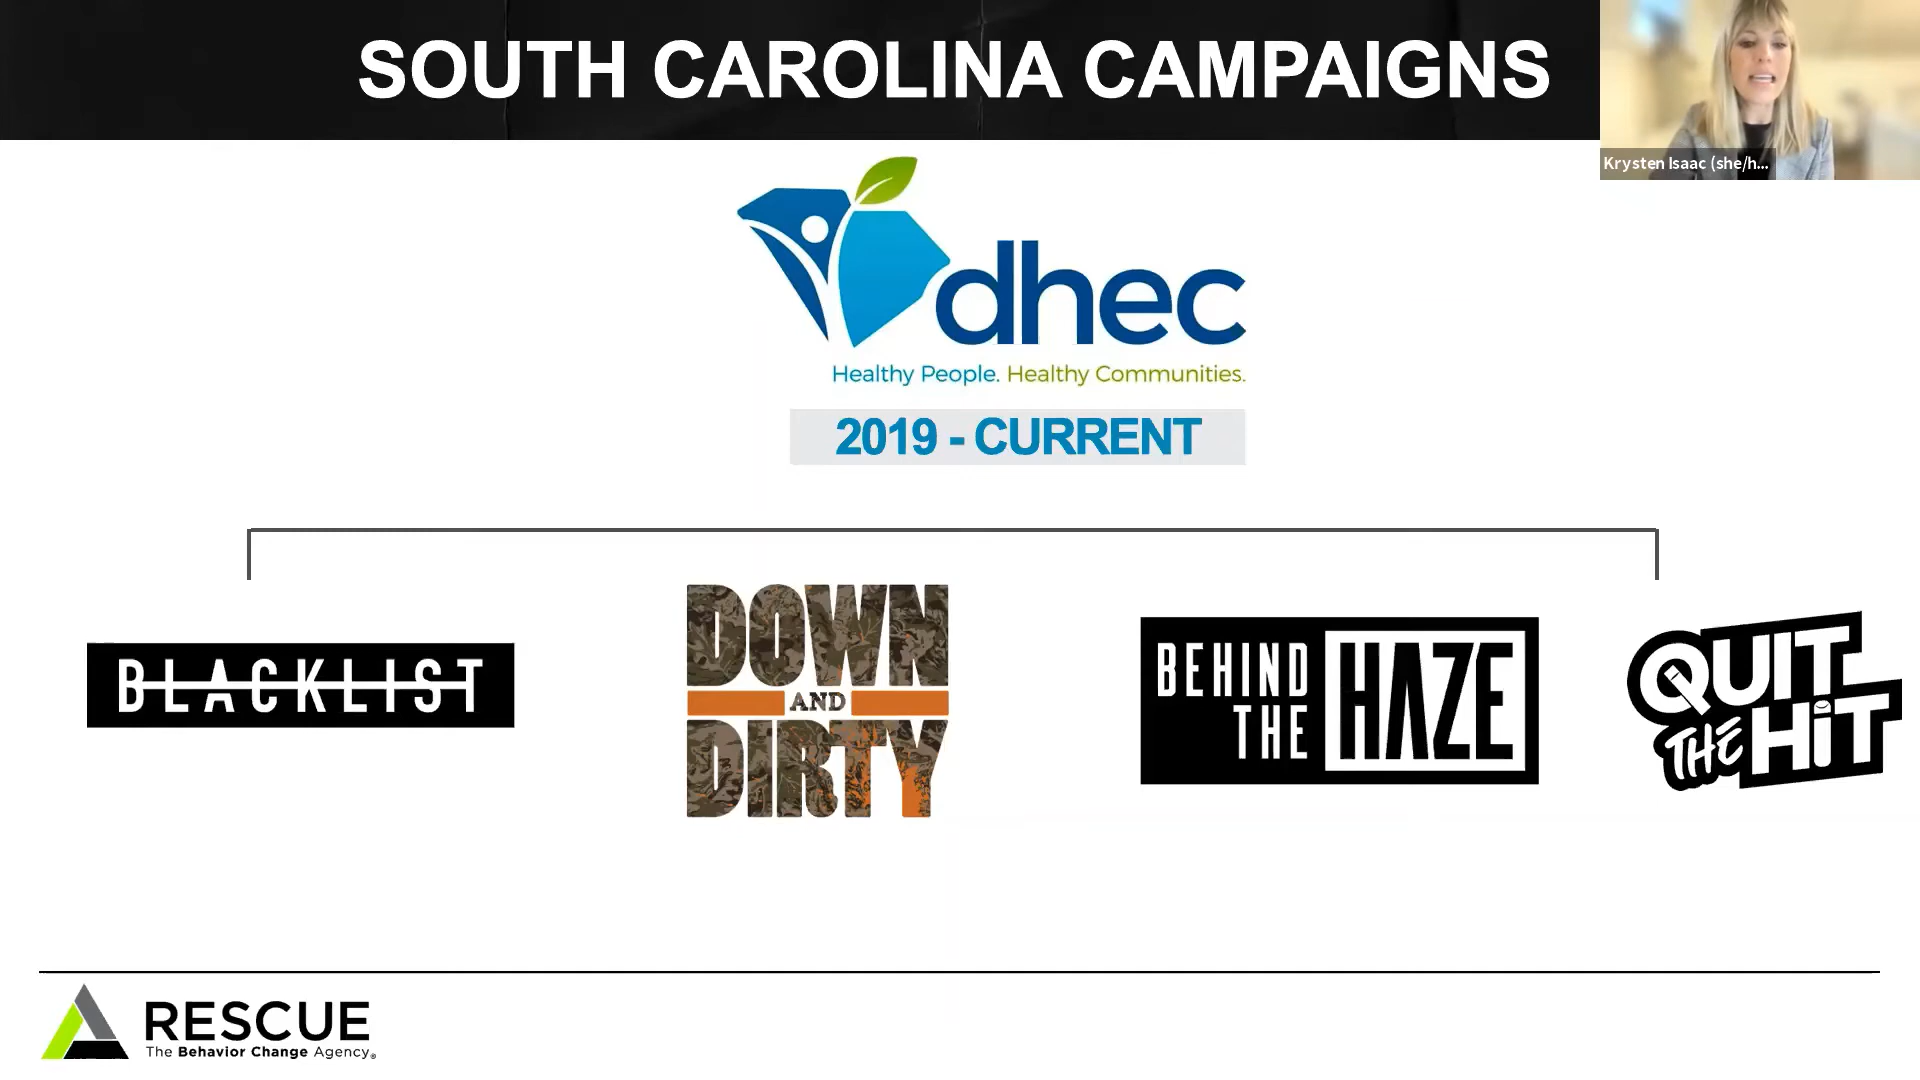 SOUTH CAROLINA CAMPAIGNS
Krysten Isaac (she/h...
dhec
Healthy People. Healthy Communities.
2019 - CURRENT
BLACKLIST
DOWN
AND
DIRTY
BEHIND
THE
HAZE
QUIT
THE HiT
RESCUE
The Behavior Change Agency®